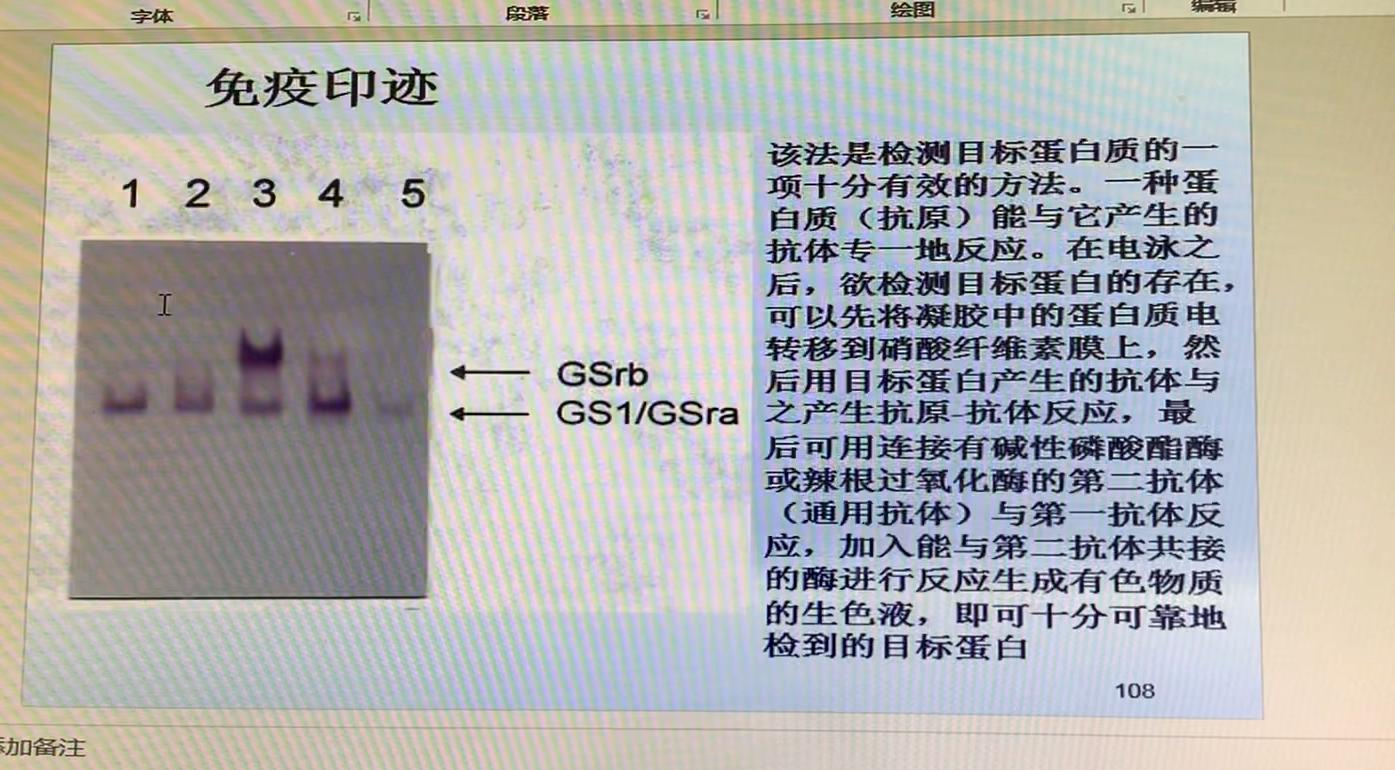 字体
段落
绘图
编辑
免疫印迹
1 2 3 4 5
GSrb
GS1/GSra
该法是检测目标蛋白质的一
项十分有效的方法。一种蛋
白质（抗原）能与它产生的
抗体专一地反应。在电泳之
后，欲检测目标蛋白的存在，
可以先将凝胶中的蛋白质电
转移到硝酸纤维素膜上，然
后用目标蛋白产生的抗体与
之产生抗原-抗体反应，最
后可用连接有碱性磷酸酯酶
或辣根过氧化酶的第二抗体
（通用抗体）与第一抗体反
应，加入能与第二抗体共接
的酶进行反应生成有色物质
的生色液，即可十分可靠地
检到的目标蛋白
108
添加备注